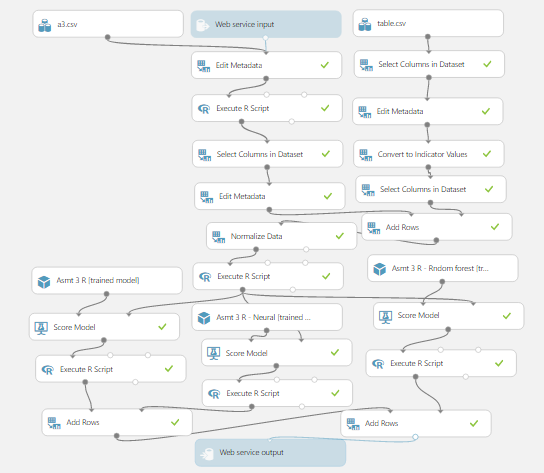 a3.csv
Web service input
table.csv
Edit Metadata
Select Columns in Dataset
Execute R Script
Edit Metadata
Select Columns in Dataset
Convert to Indicator Values
Edit Metadata
Select Columns in Dataset
Normalize Data
Add Rows
Execute R Script
Asmt 3 R [trained model]
Asmt 3 R - Rndom forest [tr...
Score Model
Asmt 3 R - Neural [trained ...
Score Model
Score Model
Execute R Script
Execute R Script
Execute R Script
Add Rows
Add Rows
Web service output